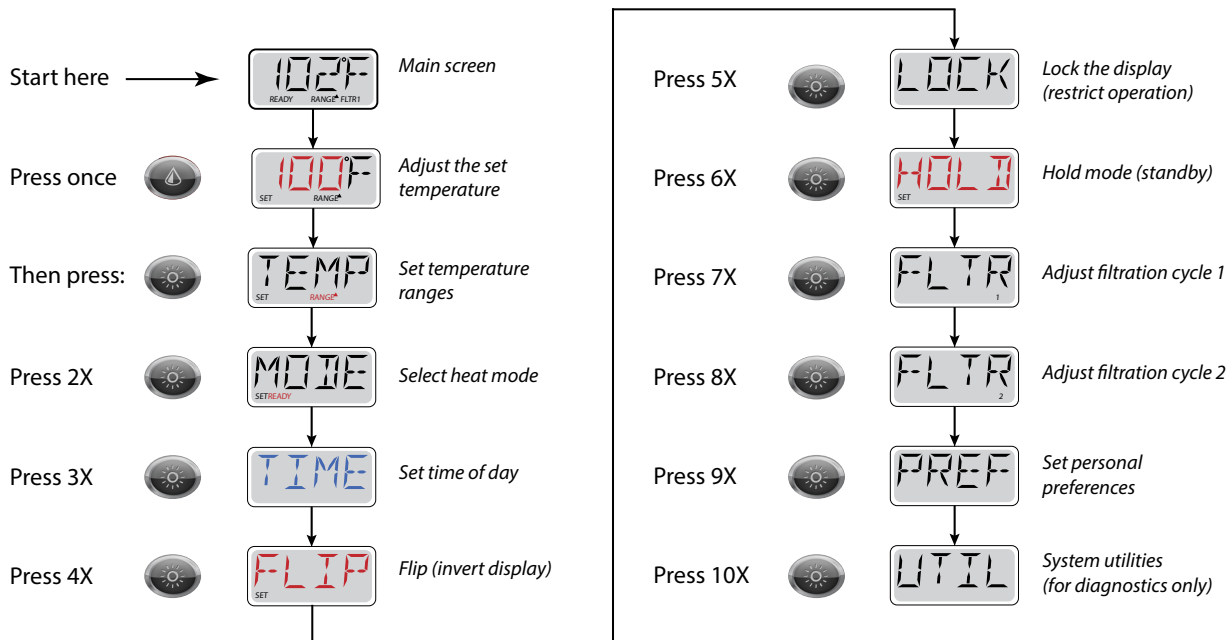 Start here
102°F
READY RANGE FLTR1
Main screen
Press once
100°F
SET RANGE
Adjust the set
temperature
Then press:
TEMP
SET RANGE
Set temperature
ranges
Press 2X
MODE
SETREADY
Select heat mode
Press 3X
TIME
Set time of day
Press 4X
FLIP
SET
Flip (invert display)
Press 5X
LOCK
Lock the display
(restrict operation)
Press 6X
HOLD
SET
Hold mode (standby)
Press 7X
FLTR
1
Adjust filtration cycle 1
Press 8X
FLTR
2
Adjust filtration cycle 2
Press 9X
PREF
Set personal
preferences
Press 10X
UTIL
System utilities
(for diagnostics only)